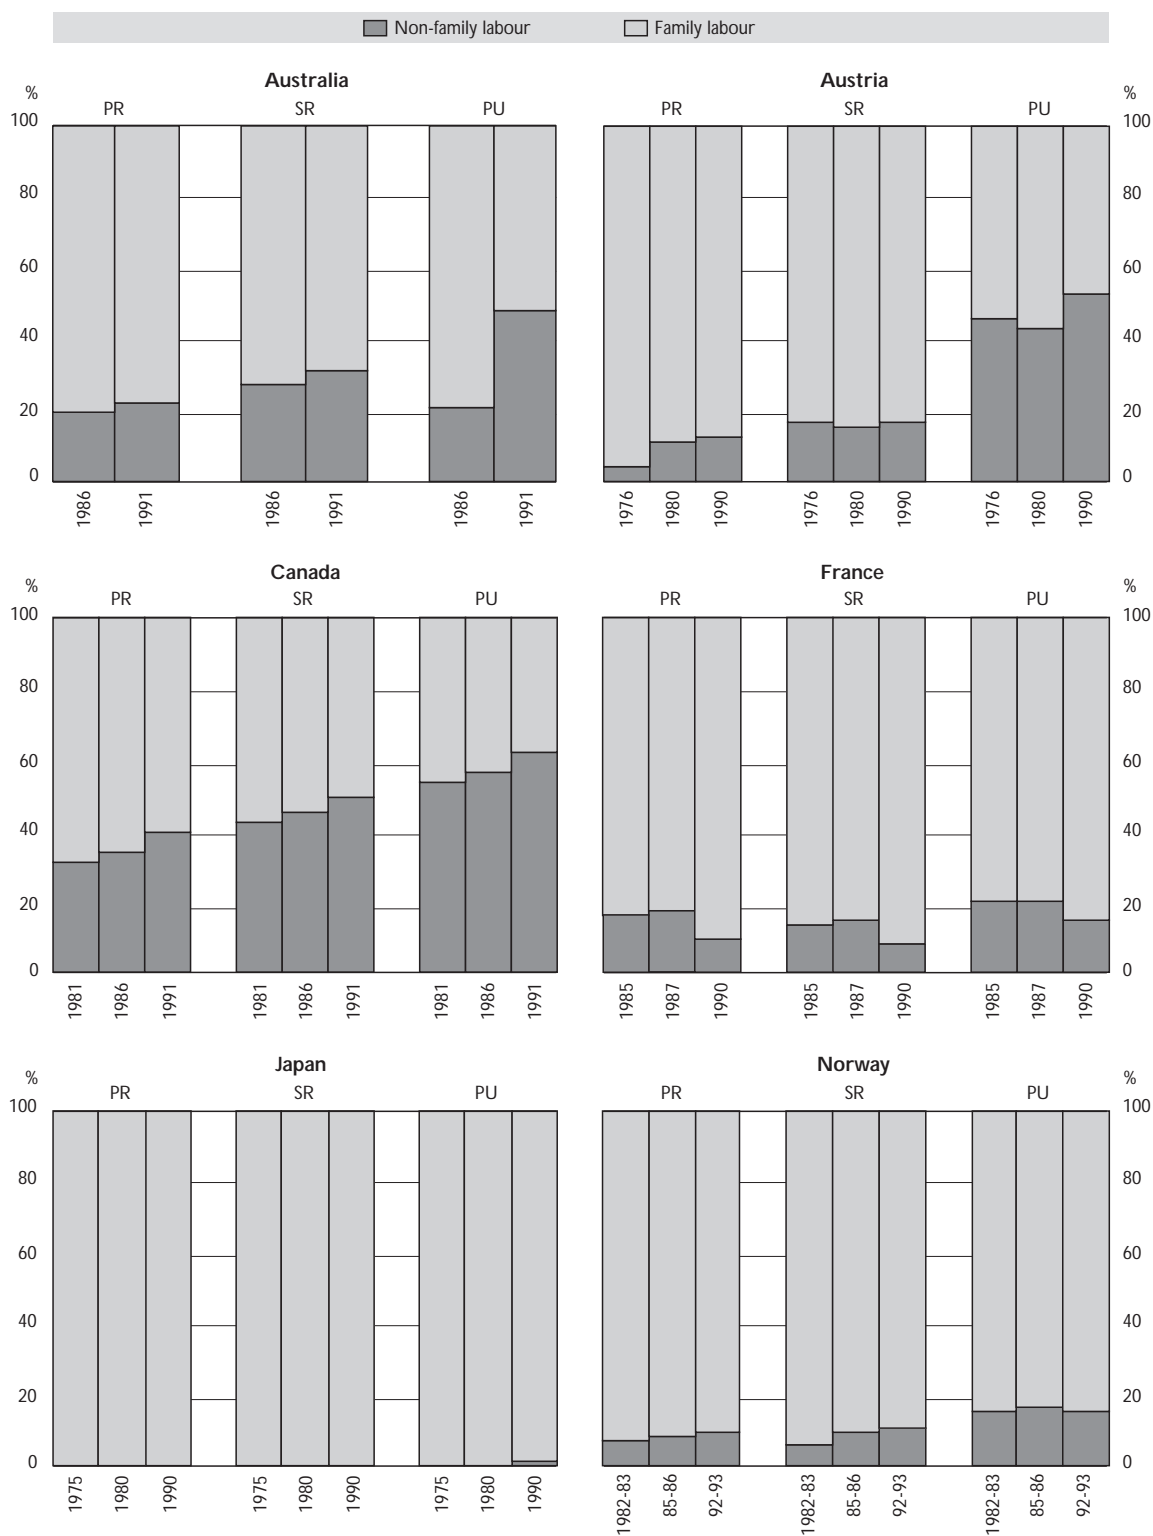 Non-family labour Family labour
Australia Austria
% %
PR SR PU PR SR PU
100 100
80 80
60 60
40 40
20 20
0 0
1986 1991 1986 1991 1986 1991 1976 1980 1990 1976 1980 1990 1976 1980 1990
Canada France
% %
PR SR PU PR SR PU
100 100
80 80
60 60
40 40
20 20
0 0
1981 1986 1991 1981 1986 1991 1981 1986 1991 1985 1987 1990 1985 1987 1990 1985 1987 1990
Japan Norway
% %
PR SR PU PR SR PU
100 100
80 80
60 60
40 40
20 20
0 0
1975 1980 1990 1975 1980 1990 1975 1980 1990 1982-83 85-86 92-93 1982-83 85-86 92-93 1982-83 85-86 92-93